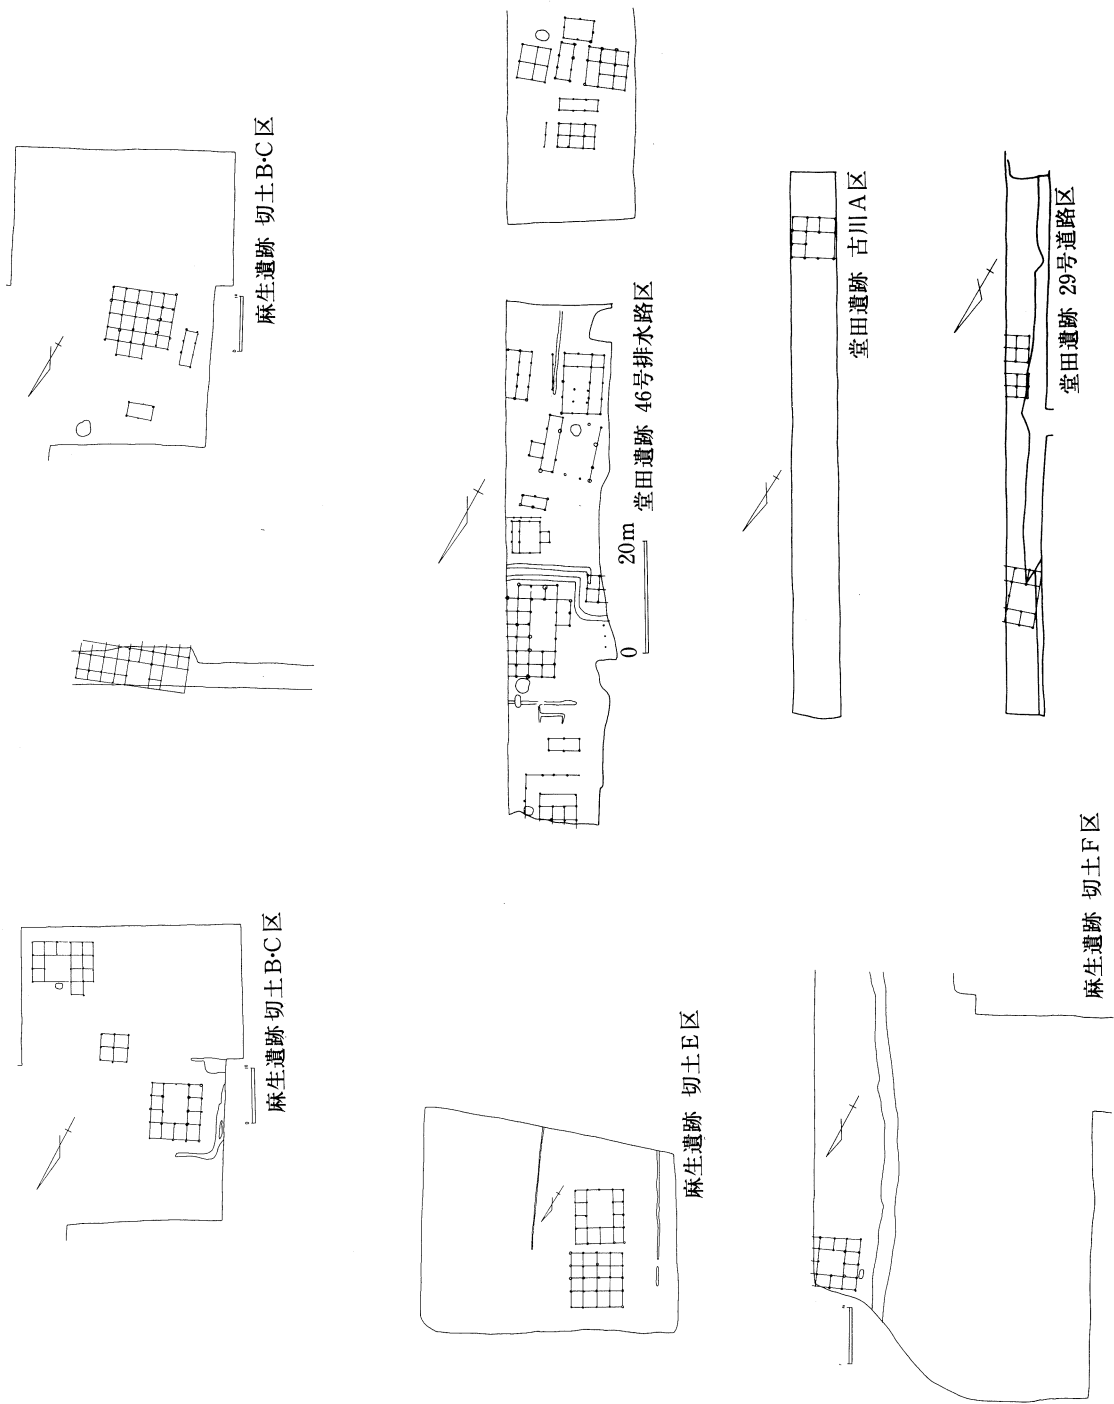 麻生遺跡 切土B・C区
堂田遺跡 46号排水路区
0 20m
堂田遺跡 古川A区
堂田遺跡 29号道路区
麻生遺跡 切土B・C区
麻生遺跡 切土E区
麻生遺跡 切土F区